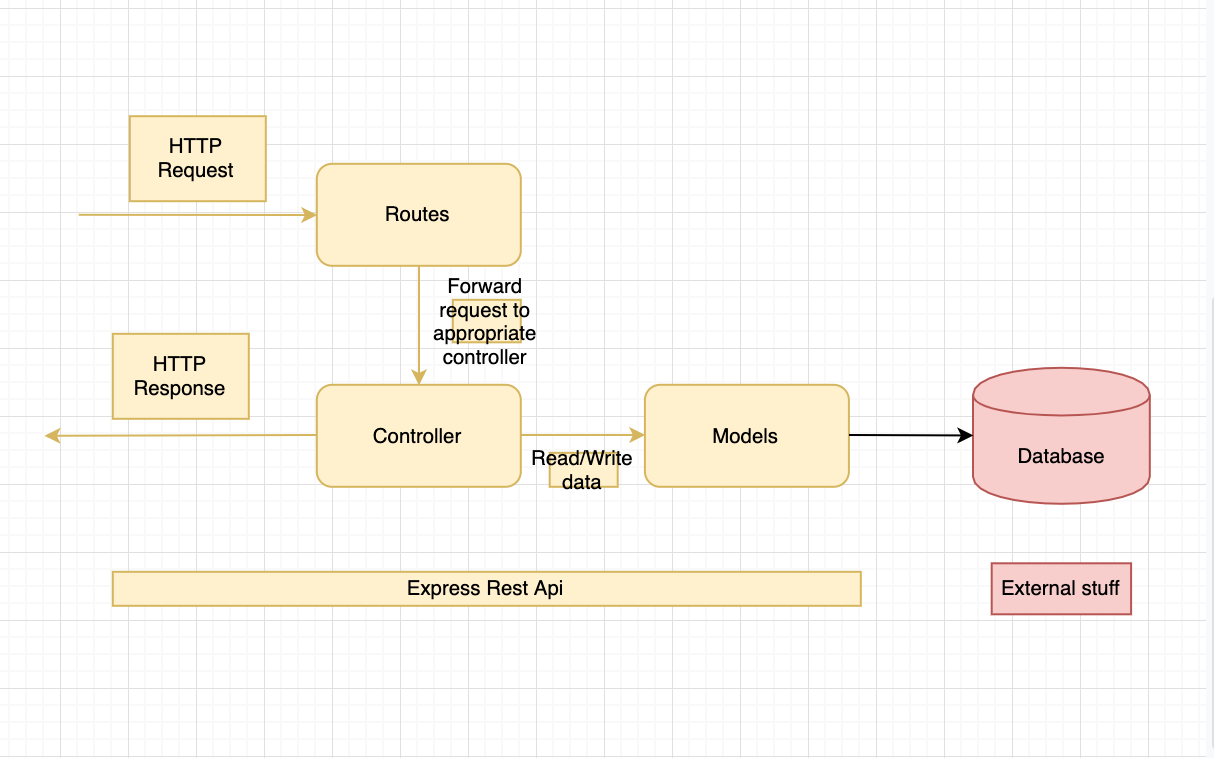 HTTP
Request
Routes
Forward
request to
appropriate
controller
HTTP
Response
Controller
Read/Write
data
Models
Database
Express Rest Api
External stuff